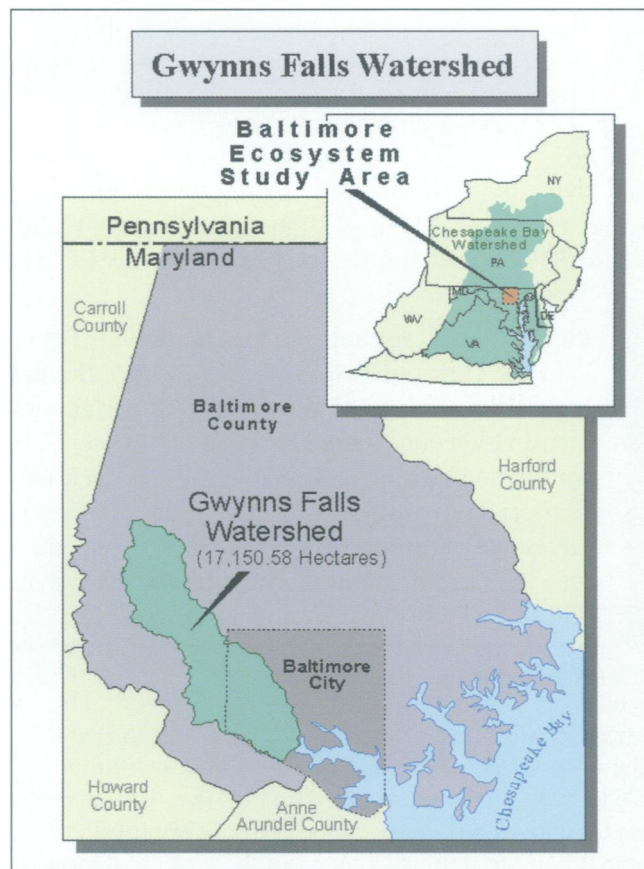 Gwynns Falls Watershed
Baltimore
Ecosystem
Study Area
NY
Chesapeake Bay
Watershed
PA
MD
DE
WV
VA
Pennsylvania
Maryland
Carroll
County
Baltimore
County
Harford
County
Gwynns Falls
Watershed
(17,150.58 Hectares)
Baltimore
City
Chesapeake Bay
Howard
County
Anne
Arundel County